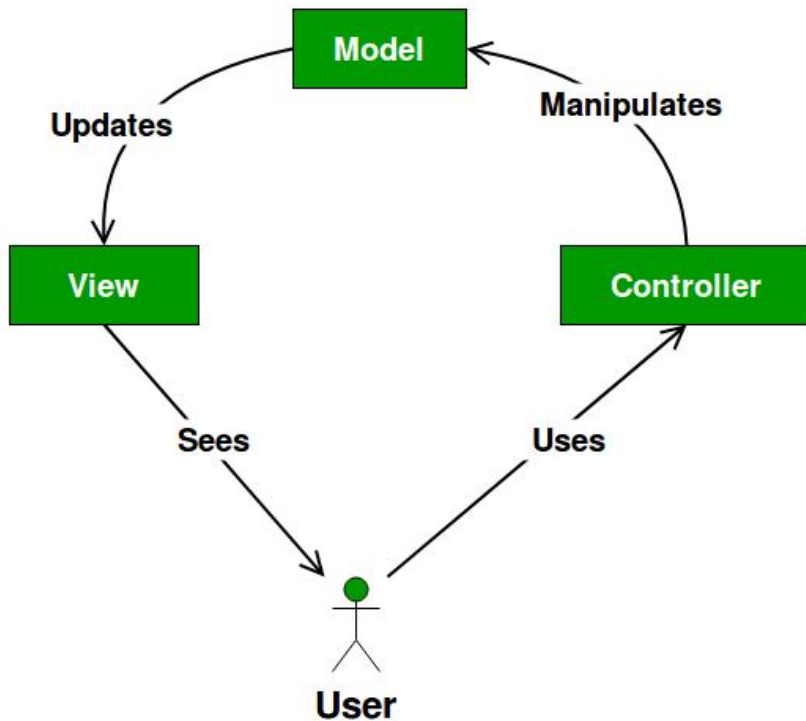 Model
Manipulates
Updates
View
Controller
Sees
Uses
User